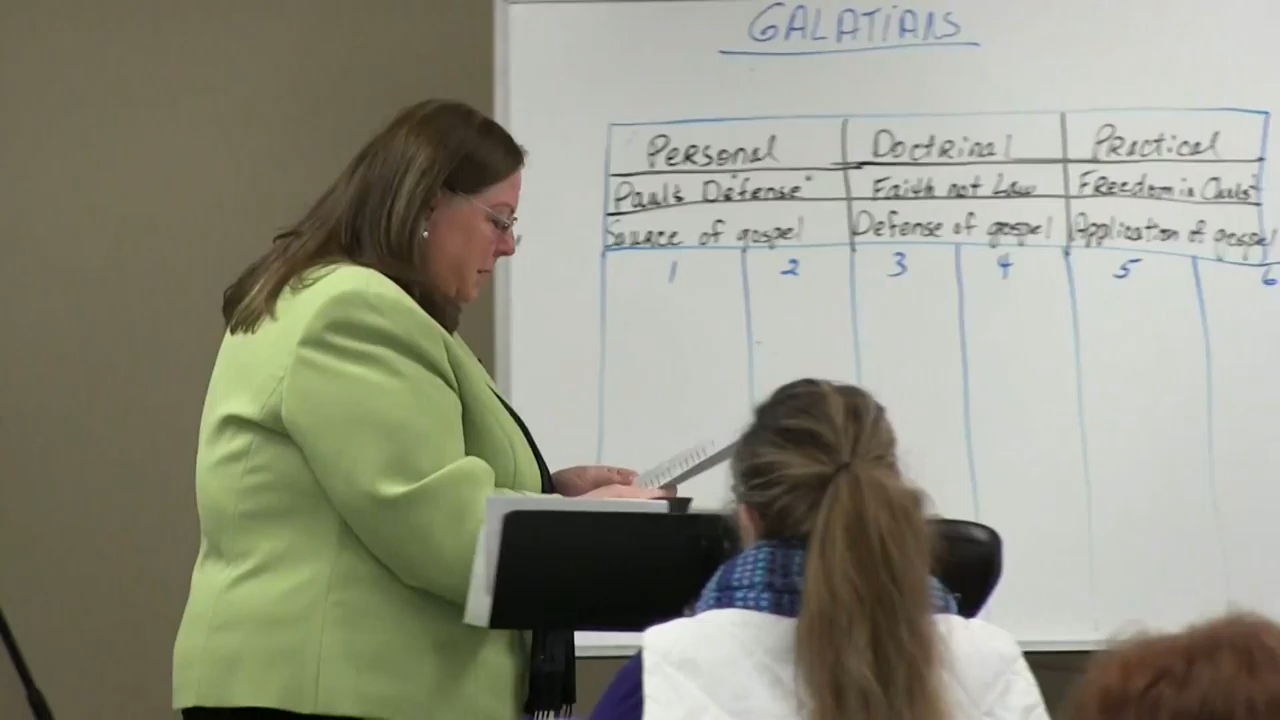 GALATIANS
Personal Doctrinal Practical
Paul's Defense" Faith not Law Freedom in Christ
Source of gospel Defense of gospel Application of gospel
1 2 3 4 5 6